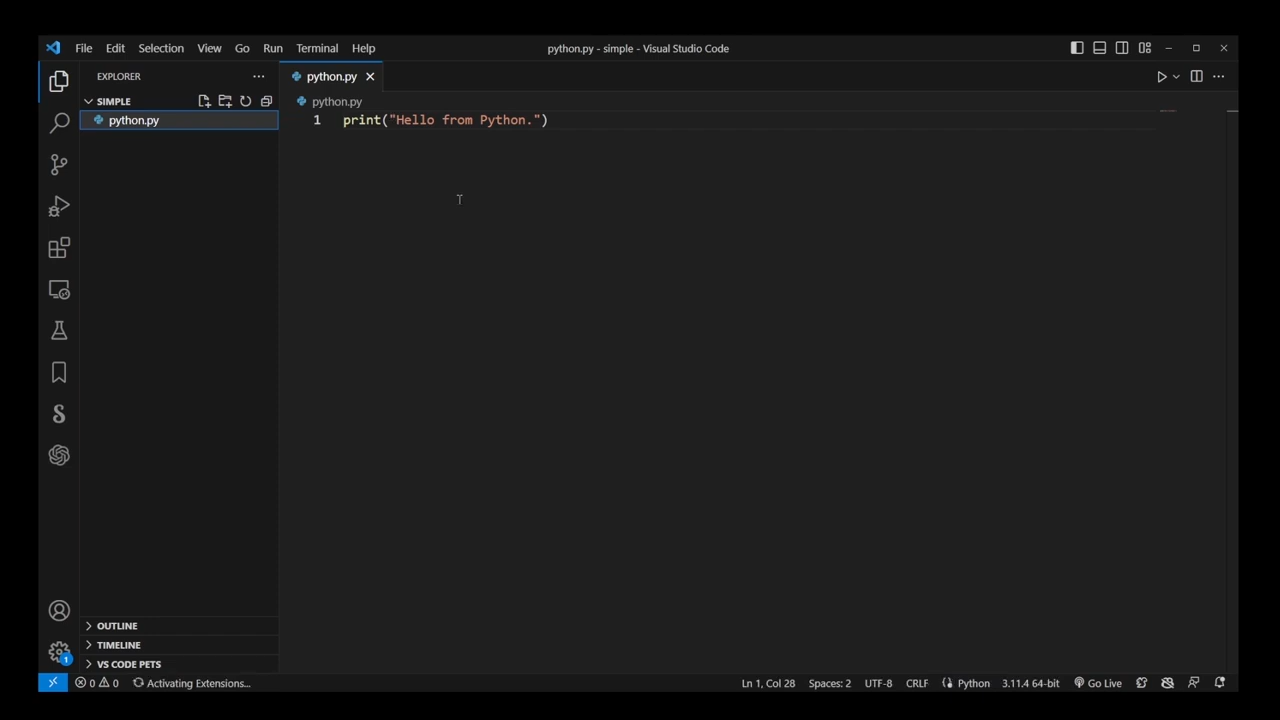 File Edit Selection View Go Run Terminal Help
python.py - simple - Visual Studio Code
EXPLORER
SIMPLE
python.py
OUTLINE
TIMELINE
VS CODE PETS
python.py
python.py
1 print("Hello from Python.")
1
0 0 Activating Extensions...
Ln 1, Col 28 Spaces: 2 UTF-8 CRLF Python 3.11.4 64-bit Go Live